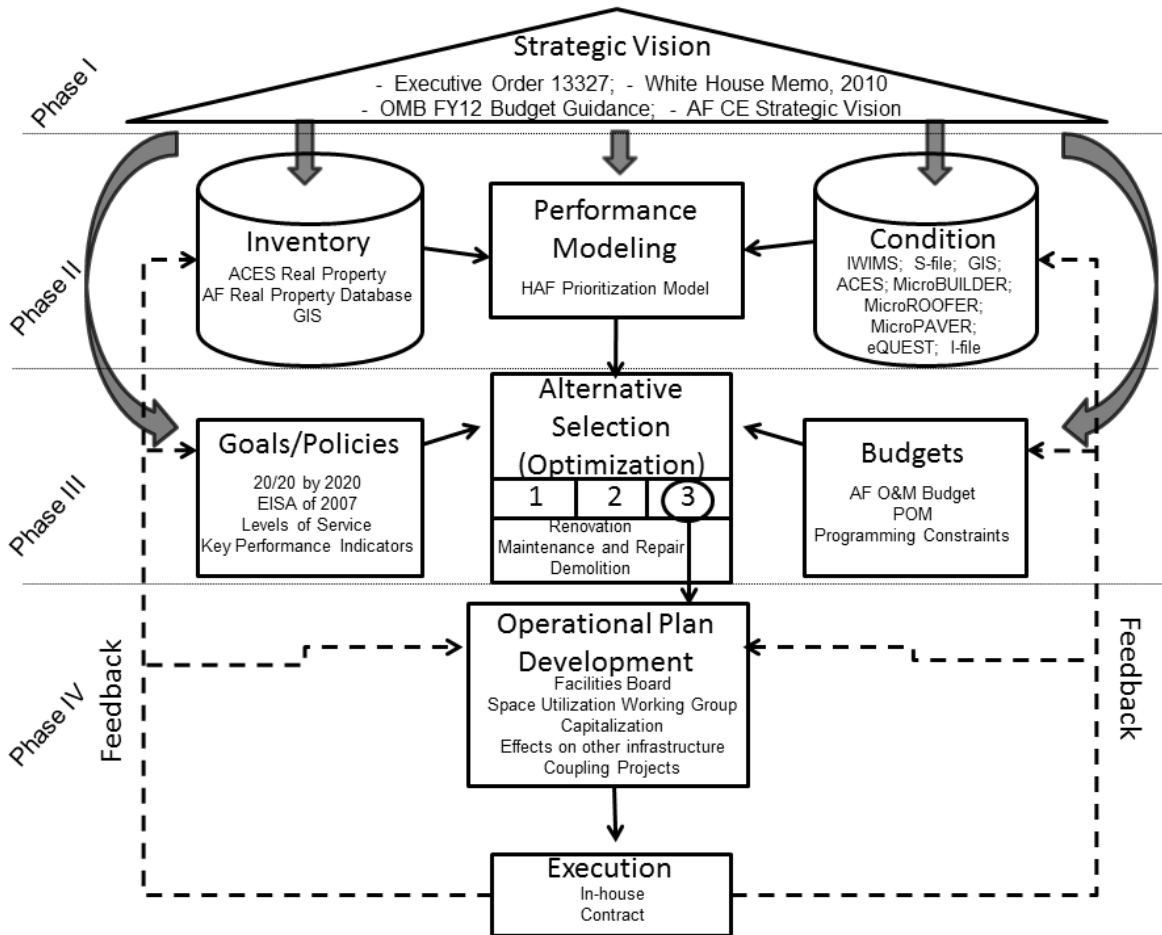 Phase I
Strategic Vision
- Executive Order 13327; - White House Memo, 2010
- OMB FY12 Budget Guidance; - AF CE Strategic Vision
Phase II
Inventory
ACES Real Property
AF Real Property Database
GIS
Performance
Modeling
HAF Prioritization Model
Condition
IWIMS; S-file; GIS;
ACES; MicroBUILDER;
MicroROOFER;
MicroPAVER;
eQUEST; I-file
Phase III
Goals/Policies
20/20 by 2020
EISA of 2007
Levels of Service
Key Performance Indicators
Alternative
Selection
(Optimization)
1 2 3
Renovation
Maintenance and Repair
Demolition
Budgets
AF O&M Budget
POM
Programming Constraints
Phase IV
Feedback
Operational Plan
Development
Facilities Board
Space Utilization Working Group
Capitalization
Effects on other infrastructure
Coupling Projects
Feedback
Execution
In-house
Contract